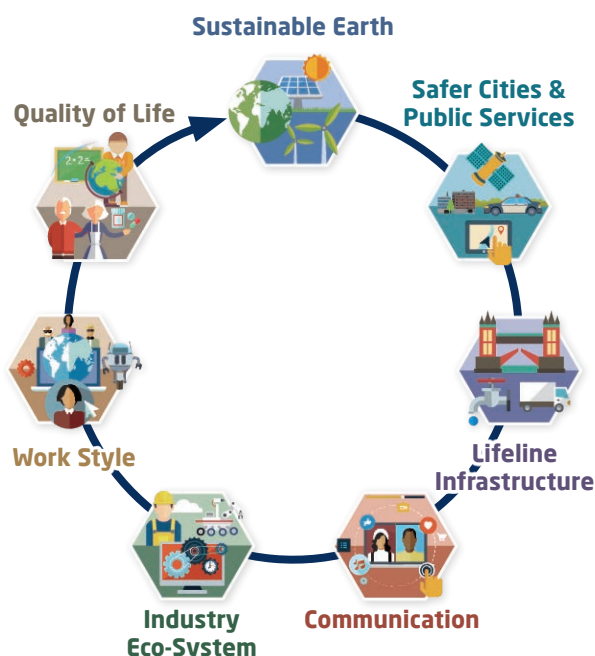 Sustainable Earth
Safer Cities &
Public Services
Quality of Life
2+2=
Lifeline
Infrastructure
Work Style
Communication
Industry
Eco-System